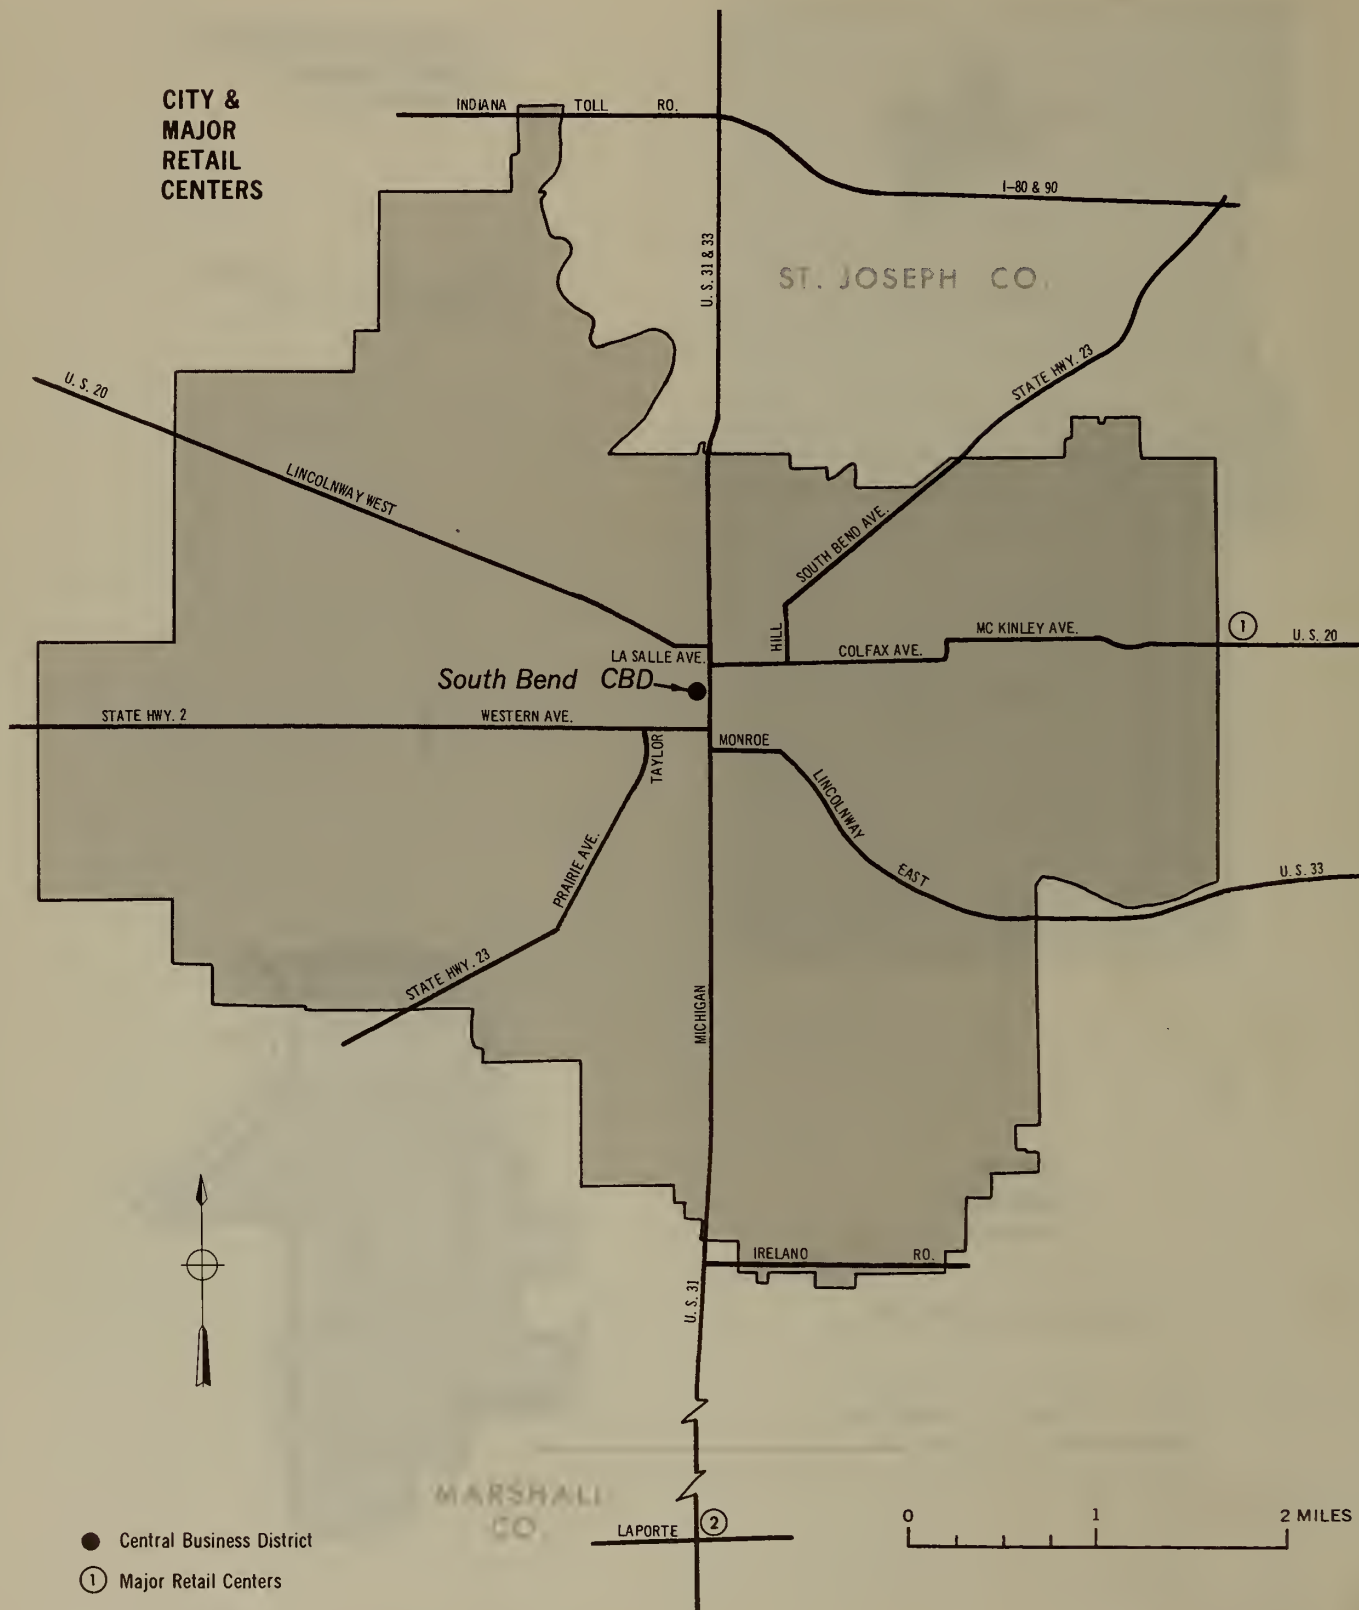 CITY &
MAJOR
RETAIL
CENTERS
INDIANA TOLL RO.
I-80 & 90
U. S. 31 & 33
ST. JOSEPH CO.
STATE HWY. 23
U. S. 20
LINCOLNWAY WEST
SOUTH BEND AVE.
HILL
MC KINLEY AVE.
1
U. S. 20
LA SALLE AVE.
COLFAX AVE.
South Bend CBD
STATE HWY. 2
WESTERN AVE.
TAYLOR
MONROE
LINCOLNWAY EAST
PRAIRIE AVE.
U. S. 33
STATE HWY. 23
MICHIGAN
IRELANO RO.
U. S. 31
MARSHALL
CO.
LAPORTE
2
0 1 2 MILES
Central Business District
1 Major Retail Centers